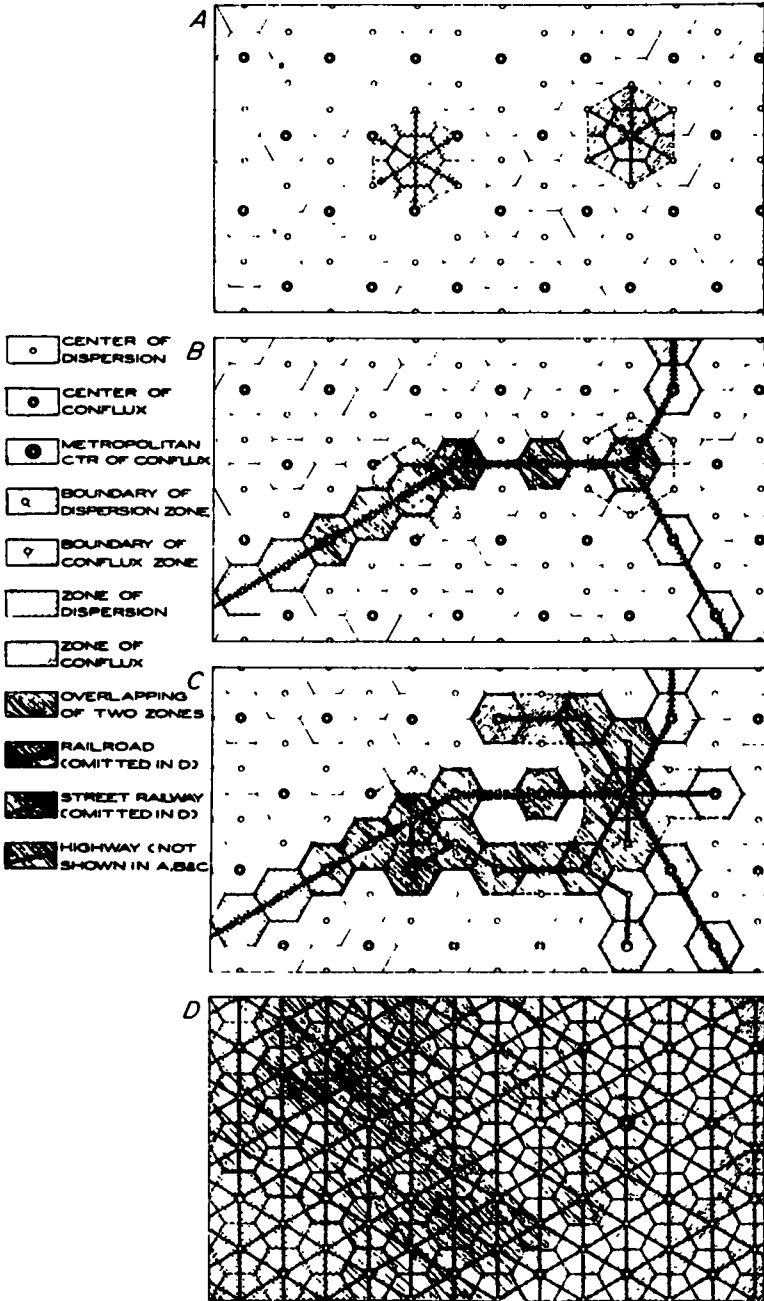 A
CENTER OF
DISPERSION
CENTER OF
CONFLUX
METROPOLITAN
CTR OF CONFLUX
BOUNDARY OF
DISPERSION ZONE
BOUNDARY OF
CONFLUX ZONE
ZONE OF
DISPERSION
ZONE OF
CONFLUX
OVERLAPPING
OF TWO ZONES
RAILROAD
(OMITTED IN D)
STREET RAILWAY
(OMITTED IN D)
HIGHWAY (NOT
SHOWN IN A,B&C
B
C
D